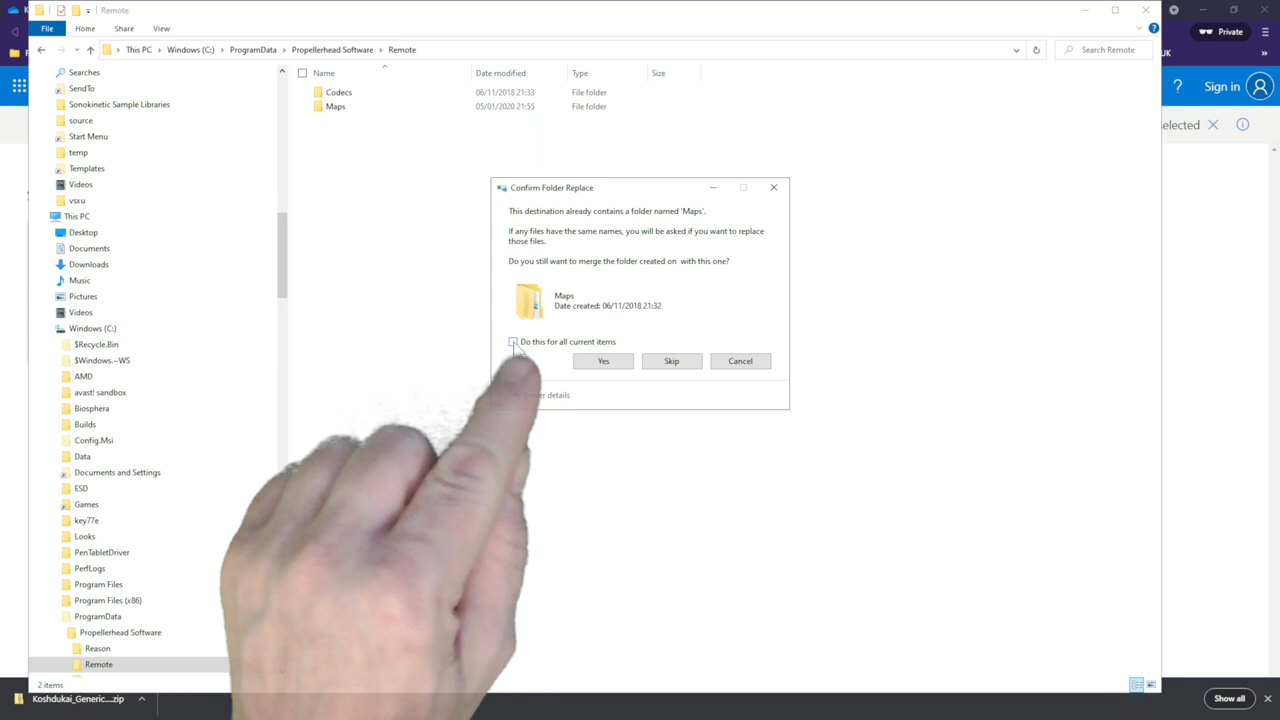 Remote
File
Home
Share
View
This PC
Windows (C:)
ProgramData
Propellerhead Software
Remote
Search Remote
Private
UK
Sign in
elected
Name
Date modified
Type
Size
Codecs
06/11/2018 21:33
File folder
Maps
05/01/2020 21:55
File folder
Searches
SendTo
Sonokinetic Sample Libraries
source
Start Menu
temp
Templates
Videos
vsxu
This PC
Desktop
Documents
Downloads
Music
Pictures
Videos
Windows (C:)
$Recycle.Bin
$Windows.~WS
AMD
avast! sandbox
Biosphera
Builds
Config.Msi
Data
Documents and Settings
ESD
Games
key77e
Looks
PenTabletDriver
PerfLogs
Program Files
Program Files (x86)
ProgramData
Propellerhead Software
Reason
Remote
Confirm Folder Replace
This destination already contains a folder named 'Maps'.
If any files have the same names, you will be asked if you want to replace
those files.
Do you still want to merge the folder created on with this one?
Maps
Date created: 06/11/2018 21:32
Do this for all current items
Yes
Skip
Cancel
details
2 items
Koshdukai_Generic....zip
Show all